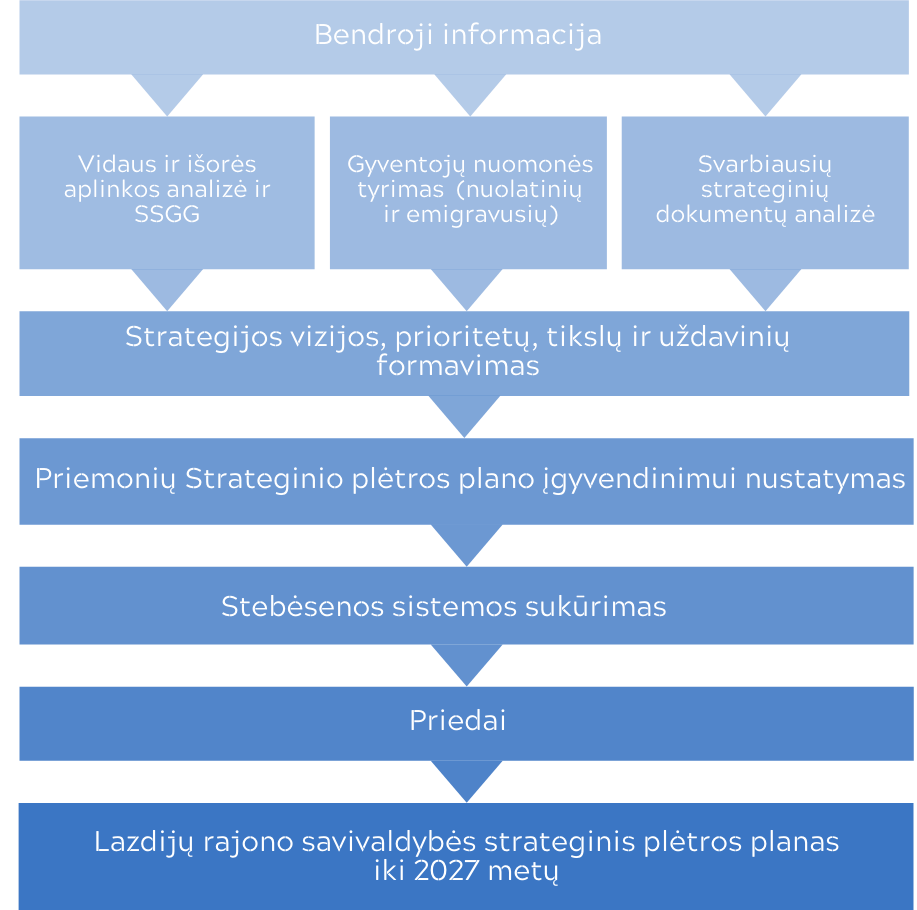 Bendroji informacija
Vidaus ir išorės
aplinkos analizė ir
SSGG
Gyventojų nuomonės
tyrimas (nuolatinių
ir emigravusių)
Svarbiausių
strateginių
dokumentų analizė
Strategijos vizijos, prioritetų, tikslų ir uždavinių
formavimas
Priemonių Strateginio plėtros plano įgyvendinimui nustatymas
Stebėsenos sistemos sukūrimas
Priedai
Lazdijų rajono savivaldybės strateginis plėtros planas
iki 2027 metų